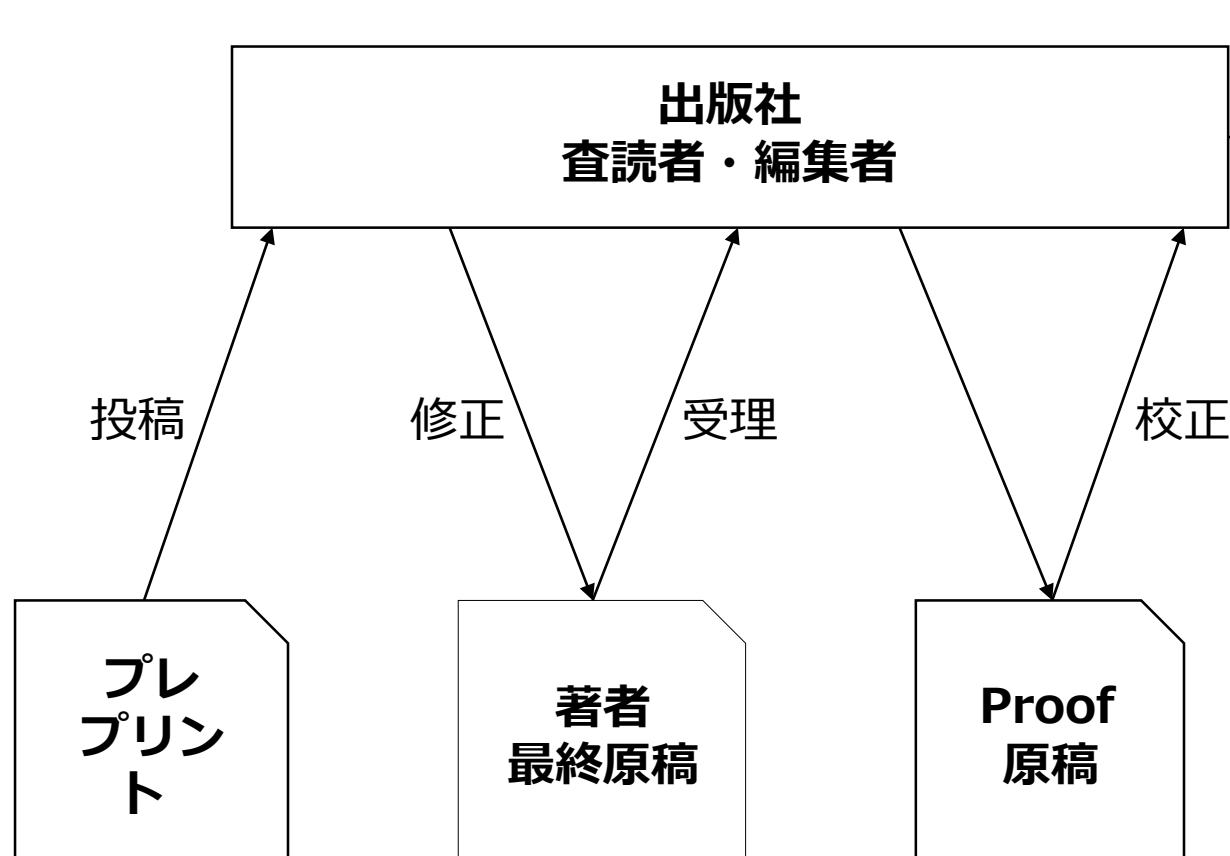 出版社
査読者・編集者
投稿
修正
受理
校正
プレ
プリン
ト
著者
最終原稿
Proof
原稿